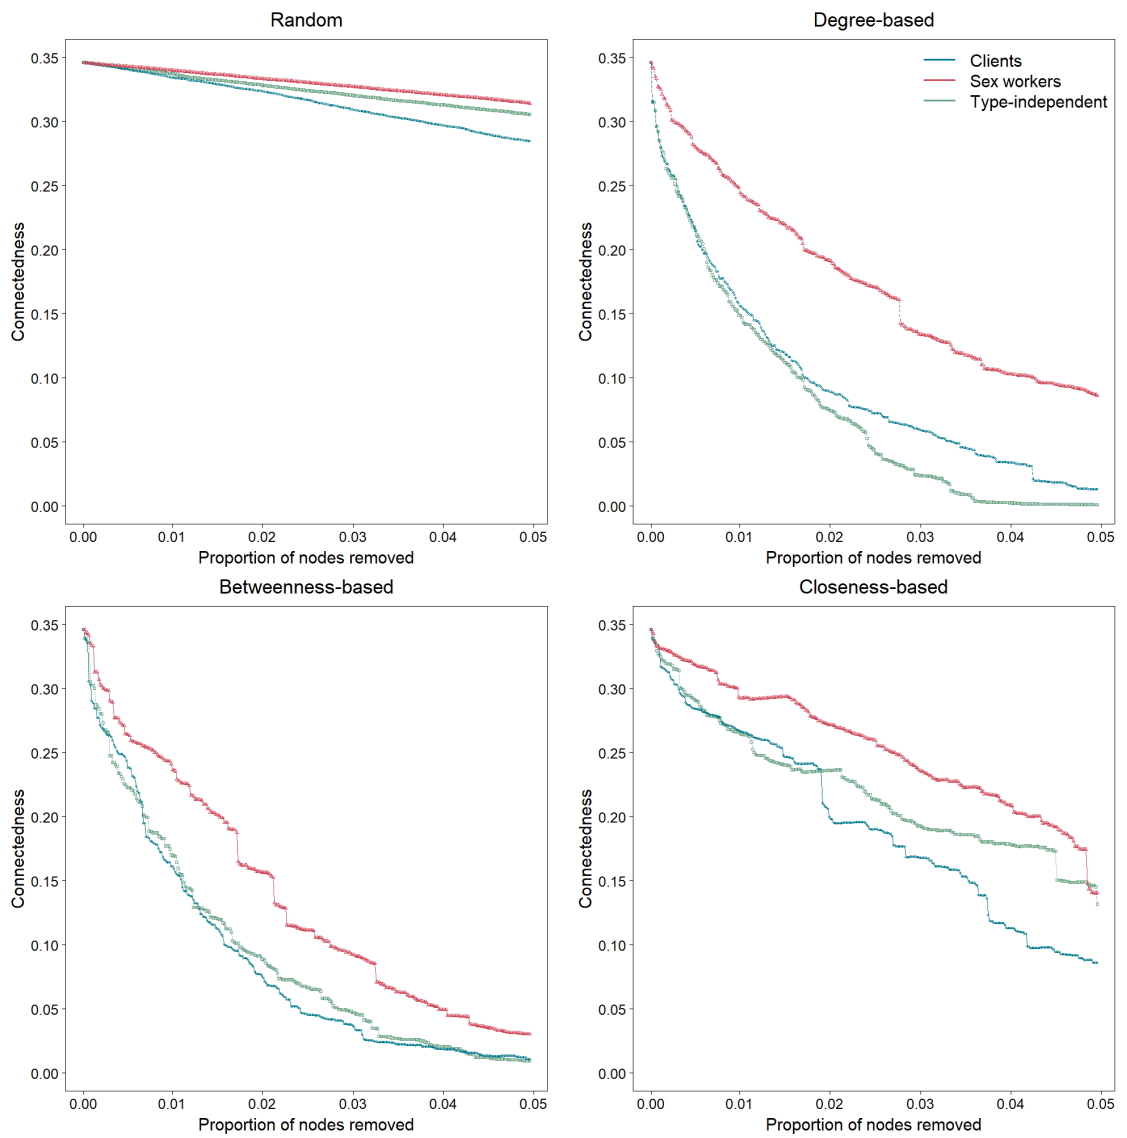 Random
0.35
0.30
0.25
0.20
0.15
0.10
0.05
0.00
Connectedness
0.00 0.01 0.02 0.03 0.04 0.05
Proportion of nodes removed
Degree-based
Clients
Sex workers
Type-independent
0.35
0.30
0.25
0.20
0.15
0.10
0.05
0.00
Connectedness
0.00 0.01 0.02 0.03 0.04 0.05
Proportion of nodes removed
Betweenness-based
0.35
0.30
0.25
0.20
0.15
0.10
0.05
0.00
Connectedness
0.00 0.01 0.02 0.03 0.04 0.05
Proportion of nodes removed
Closeness-based
0.35
0.30
0.25
0.20
0.15
0.10
0.05
0.00
Connectedness
0.00 0.01 0.02 0.03 0.04 0.05
Proportion of nodes removed